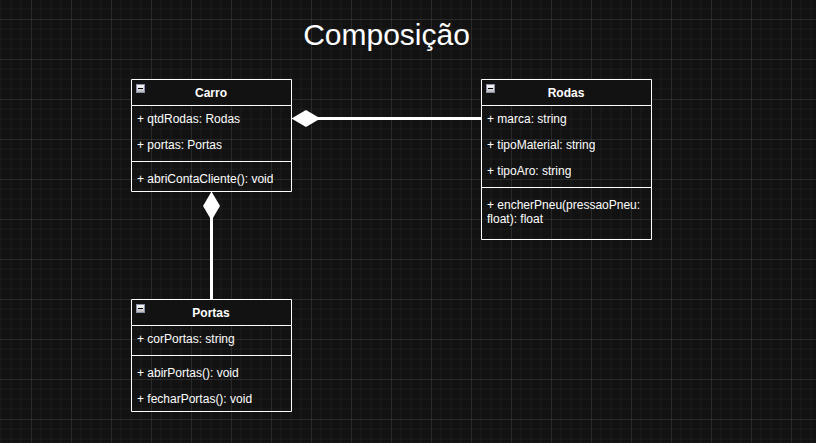 Composição
Carro
+ qtdRodas: Rodas
+ portas: Portas
+ abriContaCliente(): void
Rodas
+ marca: string
+ tipoMaterial: string
+ tipoAro: string
+ encherPneu(pressaoPneu:
float): float
Portas
+ corPortas: string
+ abirPortas(): void
+ fecharPortas(): void